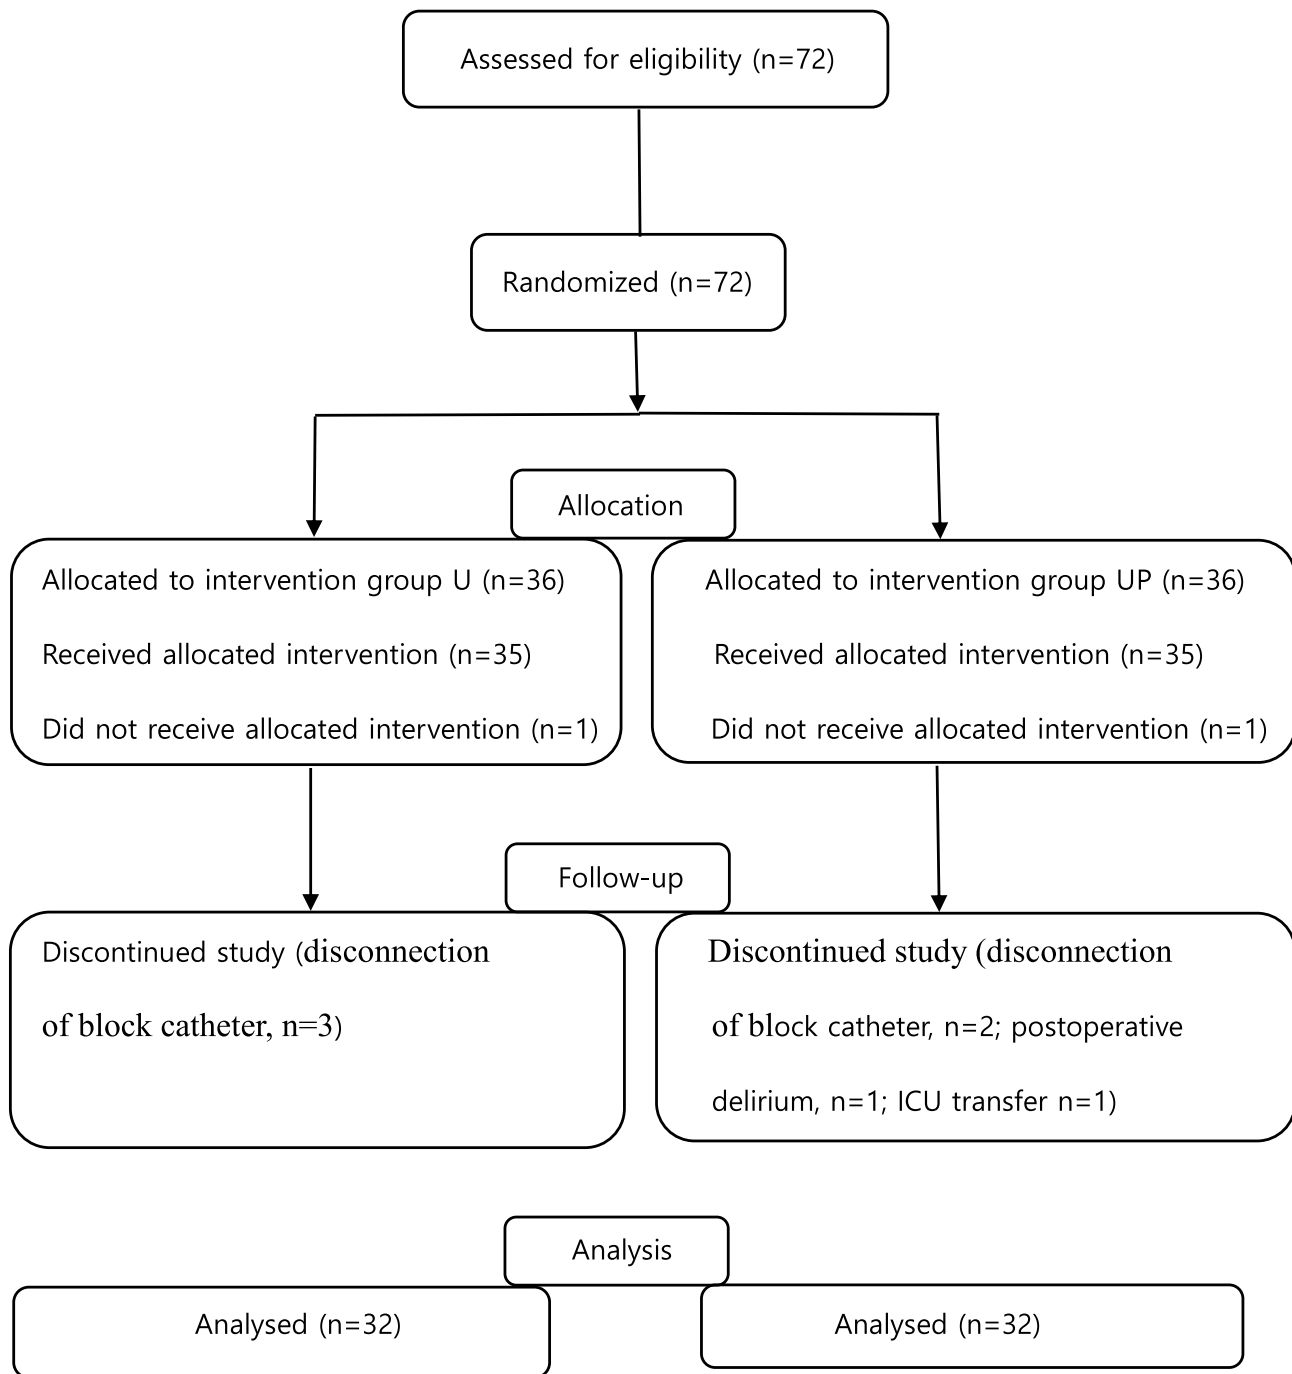 Assessed for eligibility (n=72)
Randomized (n=72)
Allocation
Allocated to intervention group U (n=36)
Received allocated intervention (n=35)
Did not receive allocated intervention (n=1)
Allocated to intervention group UP (n=36)
Received allocated intervention (n=35)
Did not receive allocated intervention (n=1)
Follow-up
Discontinued study (disconnection
of block catheter, n=3)
Discontinued study (disconnection
of block catheter, n=2; postoperative
delirium, n=1; ICU transfer n=1)
Analysis
Analysed (n=32)
Analysed (n=32)